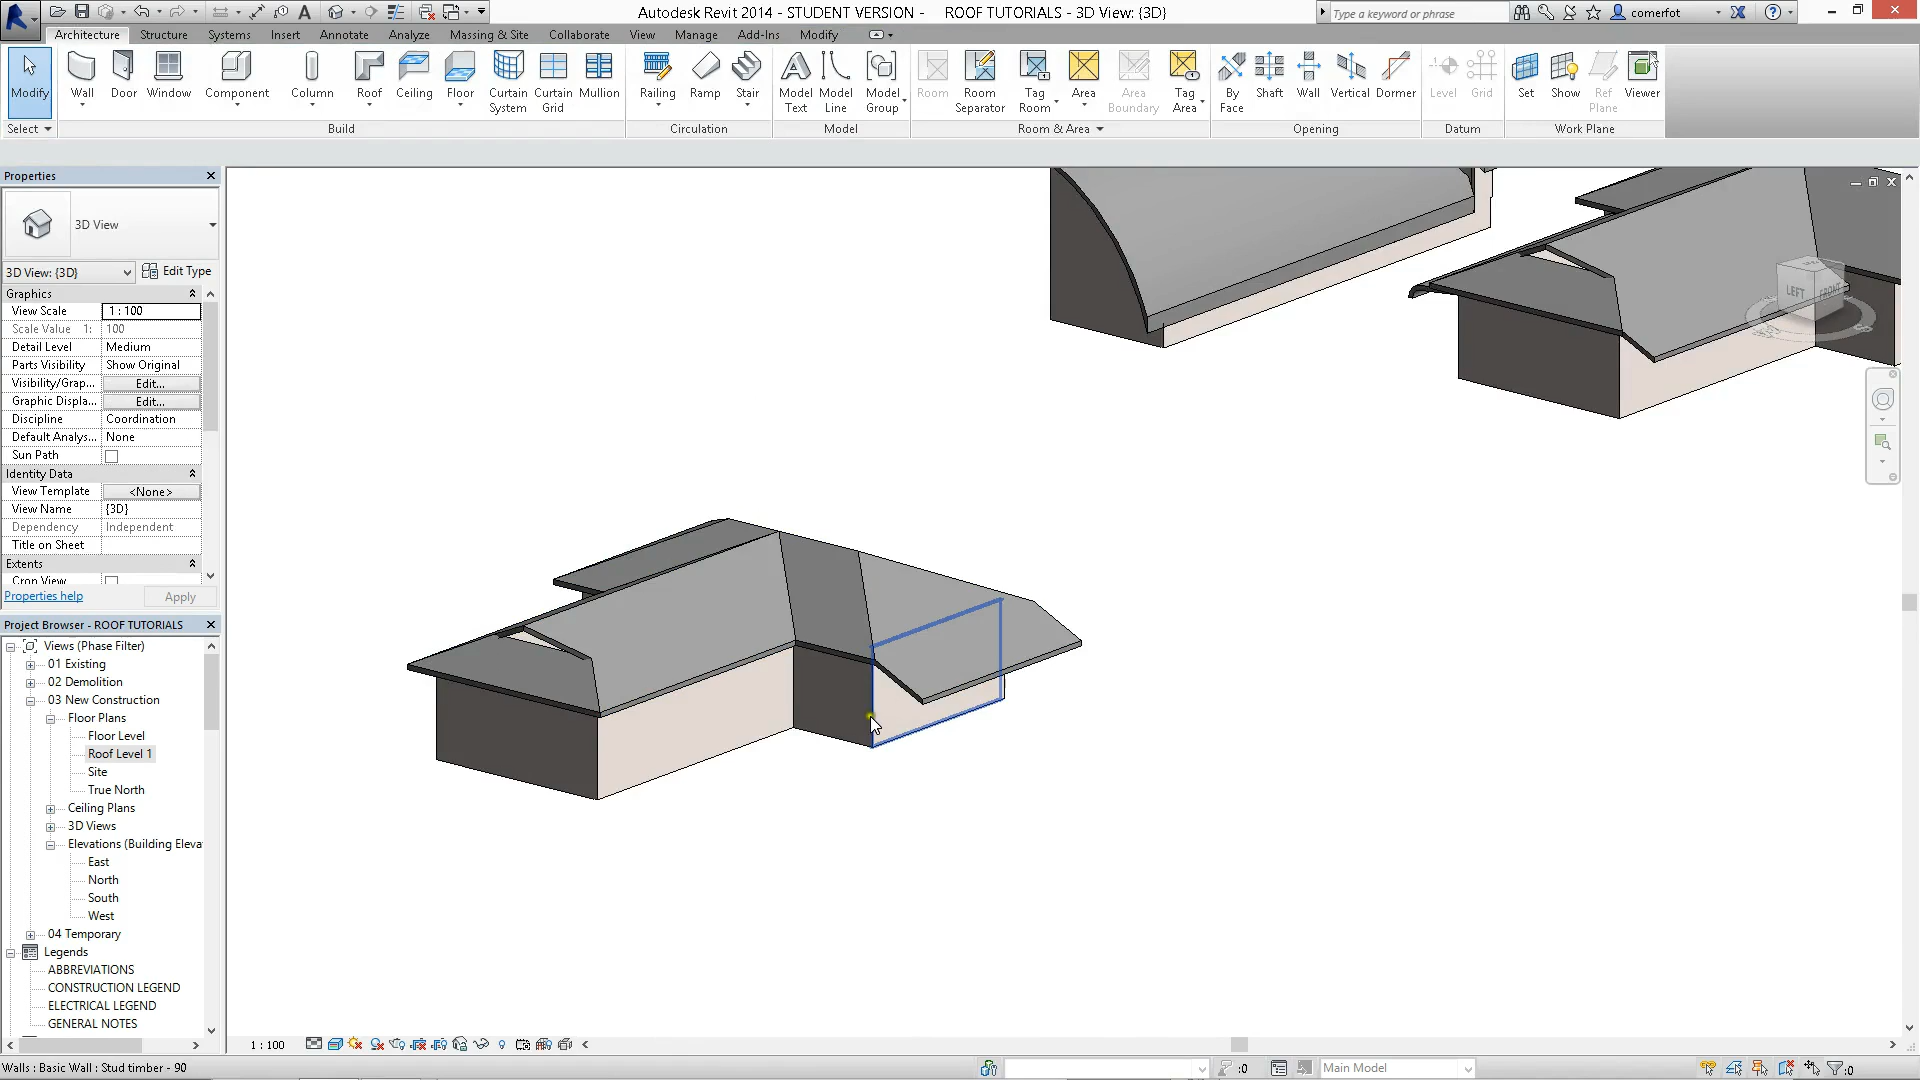 Autodesk Revit 2014 - STUDENT VERSION - ROOF TUTORIALS - 3D View: {3D}
Type a keyword or phrase
comerfot
Architecture Structure Systems Insert Annotate Analyze Massing & Site Collaborate View Manage Add-Ins Modify
Modify
Wall
Door
Window
Component
Column
Roof
Ceiling
Floor
Curtain System
Curtain Grid
Mullion
Railing
Ramp
Stair
Model Text
Model Line
Model Group
Room
Room Separator
Tag Room
Area
Area Boundary
Tag Area
By Face
Shaft
Wall
Vertical
Dormer
Level
Grid
Set
Show
Ref Plane
Viewer
Select
Build
Circulation
Model
Room & Area
Opening
Datum
Work Plane
Properties
3D View
3D View: {3D}
Edit Type
Graphics
View Scale 1 : 100
Scale Value 1: 100
Detail Level Medium
Parts Visibility Show Original
Visibility/Grap... Edit...
Graphic Displa... Edit...
Discipline Coordination
Default Analys... None
Sun Path
Identity Data
View Template <None>
View Name {3D}
Dependency Independent
Title on Sheet
Extents
Crop View
Properties help
Apply
Project Browser - ROOF TUTORIALS
Views (Phase Filter)
01 Existing
02 Demolition
03 New Construction
Floor Plans
Floor Level
Roof Level 1
Site
True North
Ceiling Plans
3D Views
Elevations (Building Eleva
East
North
South
West
04 Temporary
Legends
ABBREVIATIONS
CONSTRUCTION LEGEND
ELECTRICAL LEGEND
GENERAL NOTES
LEFT
FRONT
1 : 100
Walls : Basic Wall : Stud timber - 90
:0
Main Model
:0